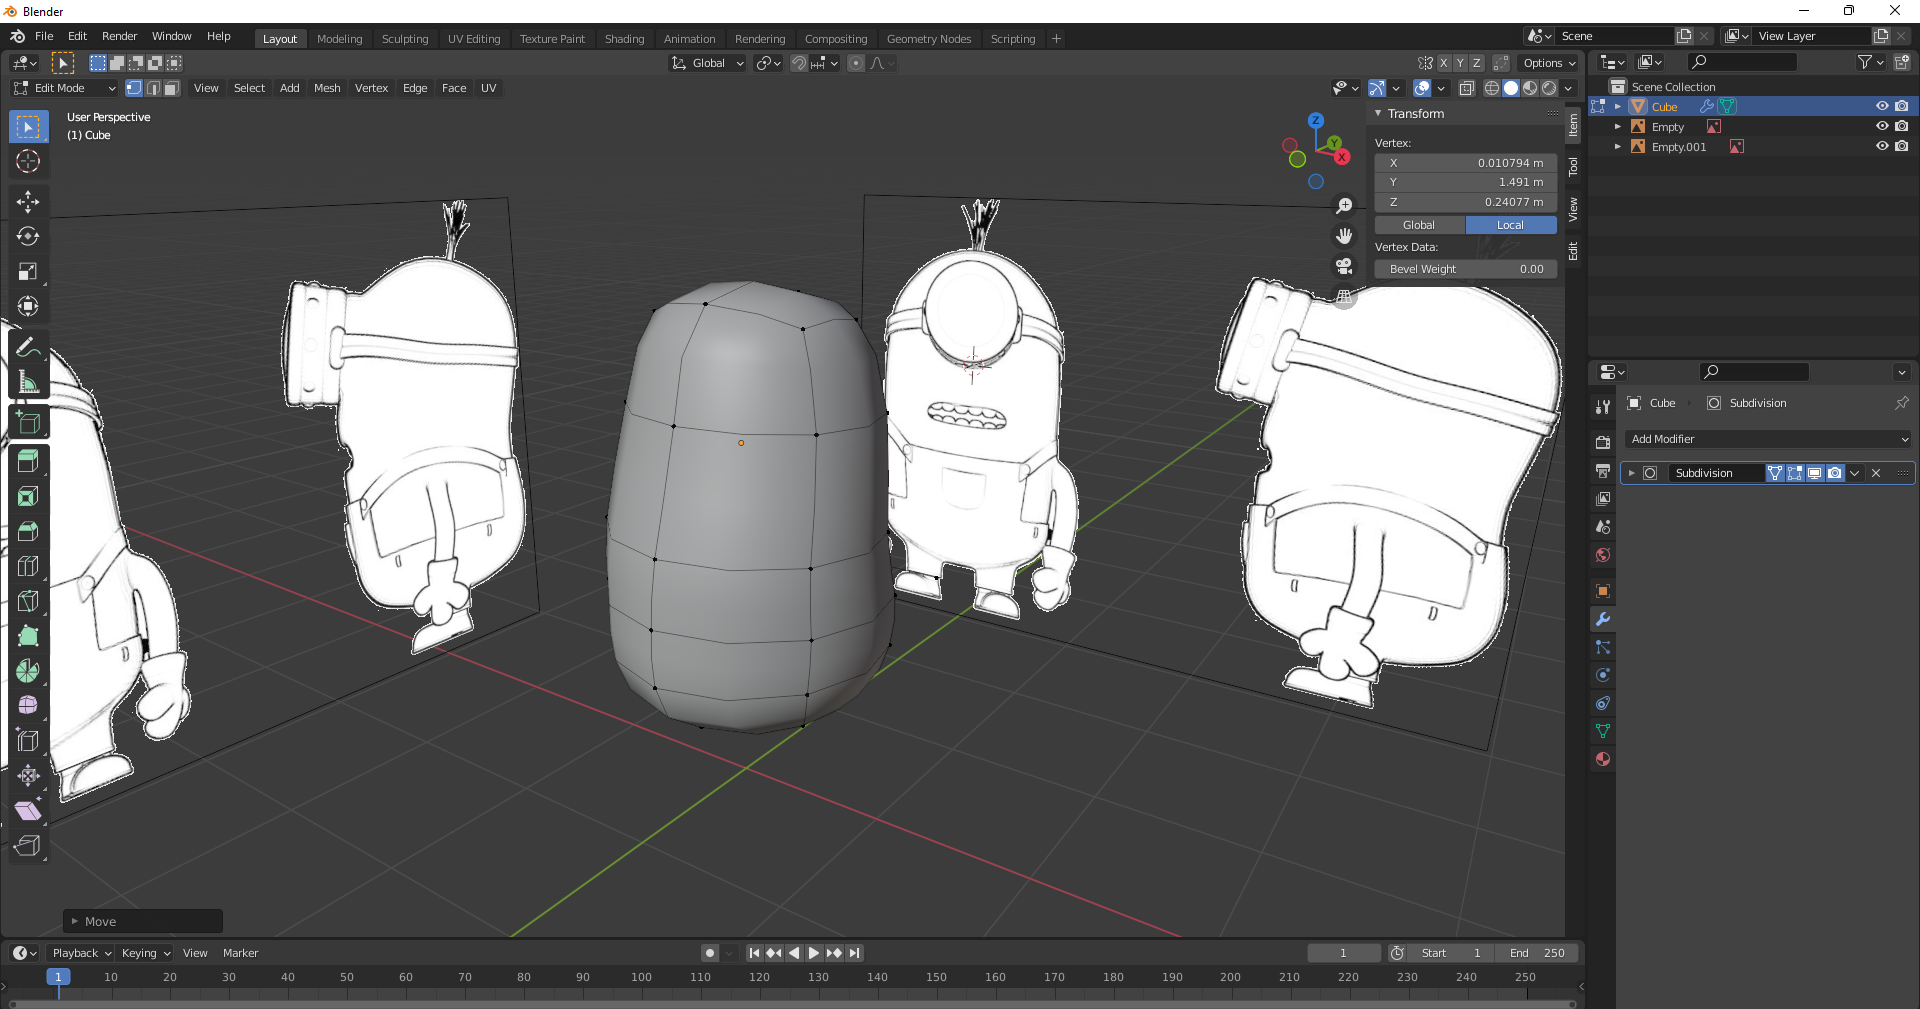 Blender
File Edit Render Window Help Layout Modeling Sculpting UV Editing Texture Paint Shading Animation Rendering Compositing Geometry Nodes Scripting + Scene View Layer
Global X Y Z Options
Edit Mode View Select Add Mesh Vertex Edge Face UV
User Perspective
(1) Cube
Z
Y
X
Transform
Vertex:
X 0.010794 m
Y 1.491 m
Z 0.24077 m
Global Local
Vertex Data:
Bevel Weight 0.00
Item
Tool
View
Edit
Scene Collection
Cube
Empty
Empty.001
Cube Subdivision
Add Modifier
Subdivision
Move
Playback Keying View Marker 1 Start 1 End 250
1 10 20 30 40 50 60 70 80 90 100 110 120 130 140 150 160 170 180 190 200 210 220 230 240 250